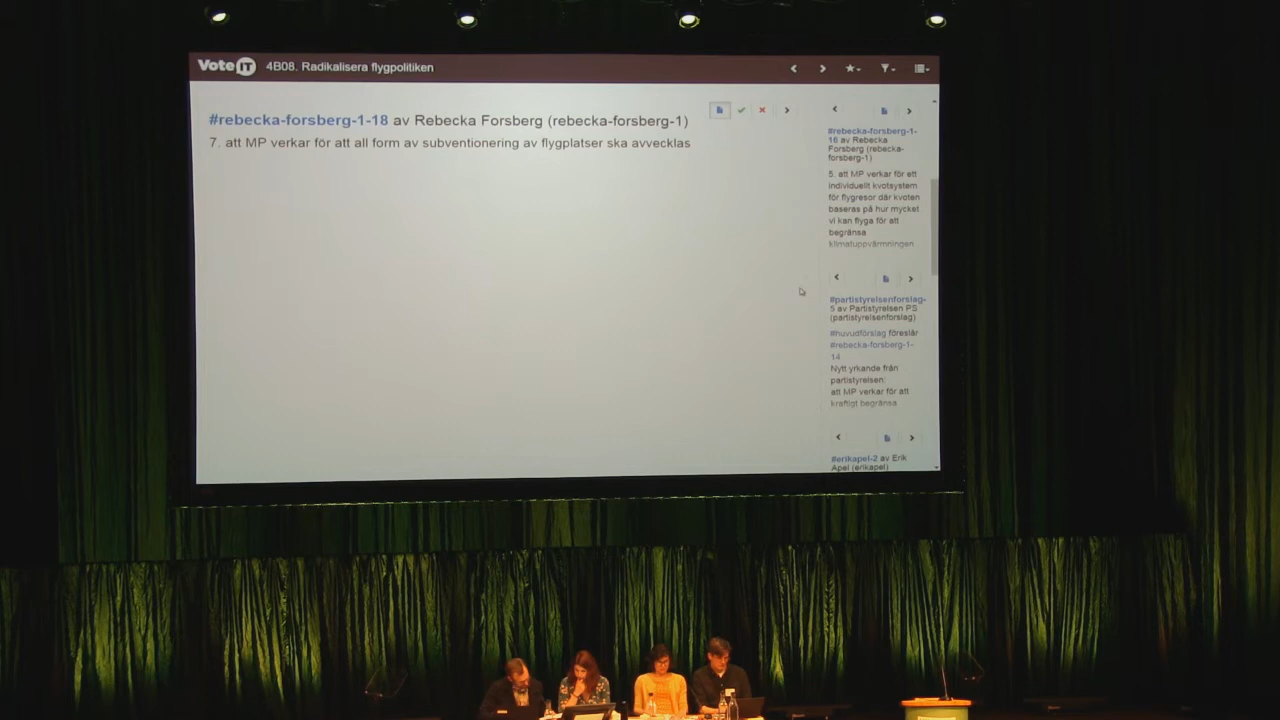 VoteIT 4B08. Radikalisera flygpolitiken
#rebecka-forsberg-1-18 av Rebecka Forsberg (rebecka-forsberg-1)
7. att MP verkar för att all form av subventionering av flygplatser ska avvecklas
#rebecka-forsberg-1-
16 av Rebecka
Forsberg (rebecka-
forsberg-1)
5. att MP verkar för ett
individuellt kvotsystem
för flygresor där kvoten
baseras på hur mycket
vi kan flyga för att
begränsa
klimatuppvärmningen
#partistyrelsenforslag-
5 av Partistyrelsen PS
(partistyrelsenforslag)
#huvudförslag föreslår
#rebecka-forsberg-1-
14
Nytt yrkande från
partistyrelsen:
att MP verkar för att
kraftigt begränsa
#erikapel-2 av Erik
Apel (erikapel)